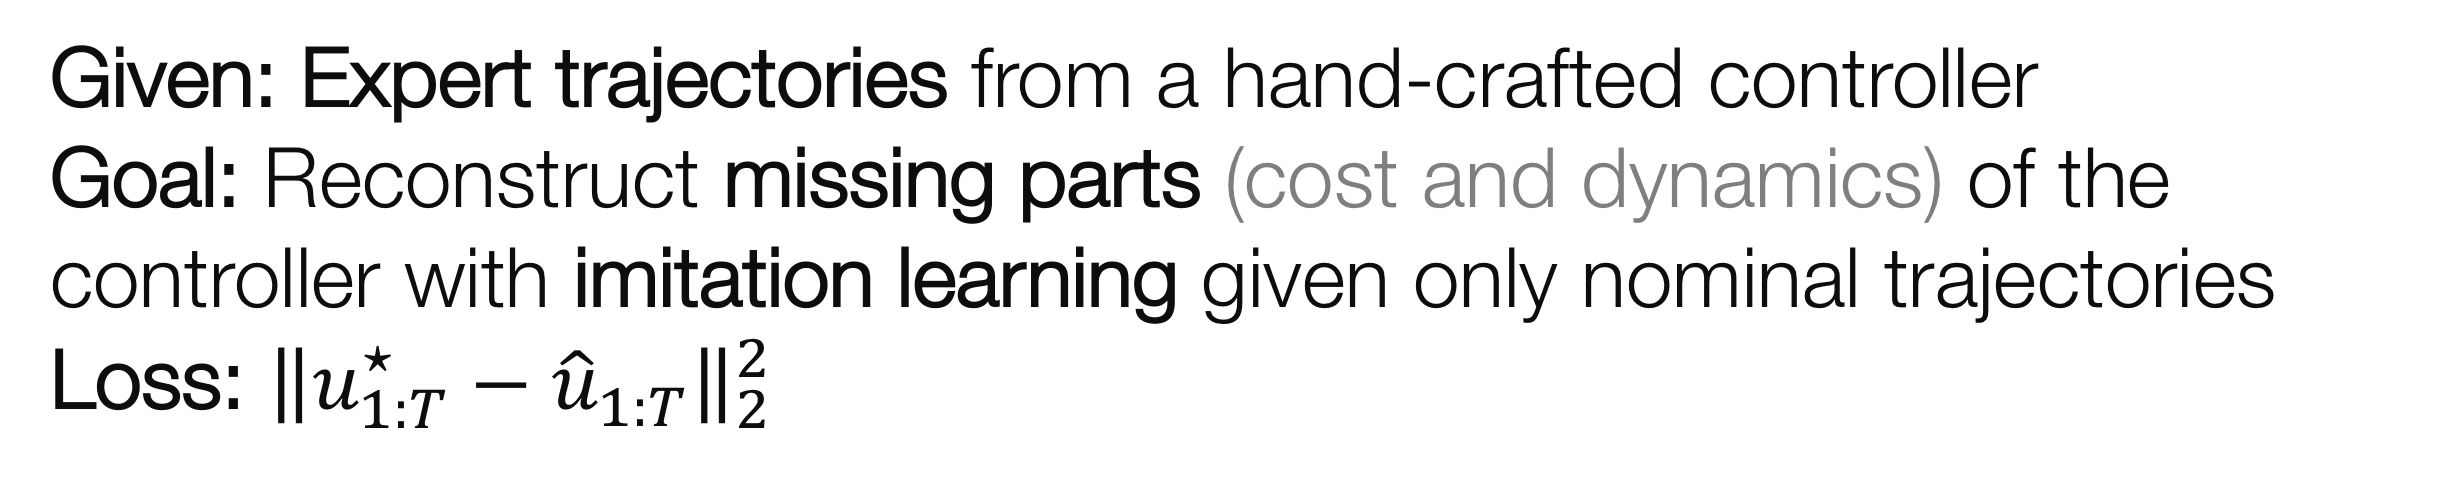 Given: Expert trajectories from a hand-crafted controller
Goal: Reconstruct missing parts (cost and dynamics) of the
controller with imitation learning given only nominal trajectories
Loss: ‖u⋆₁:T − û₁:T‖₂²